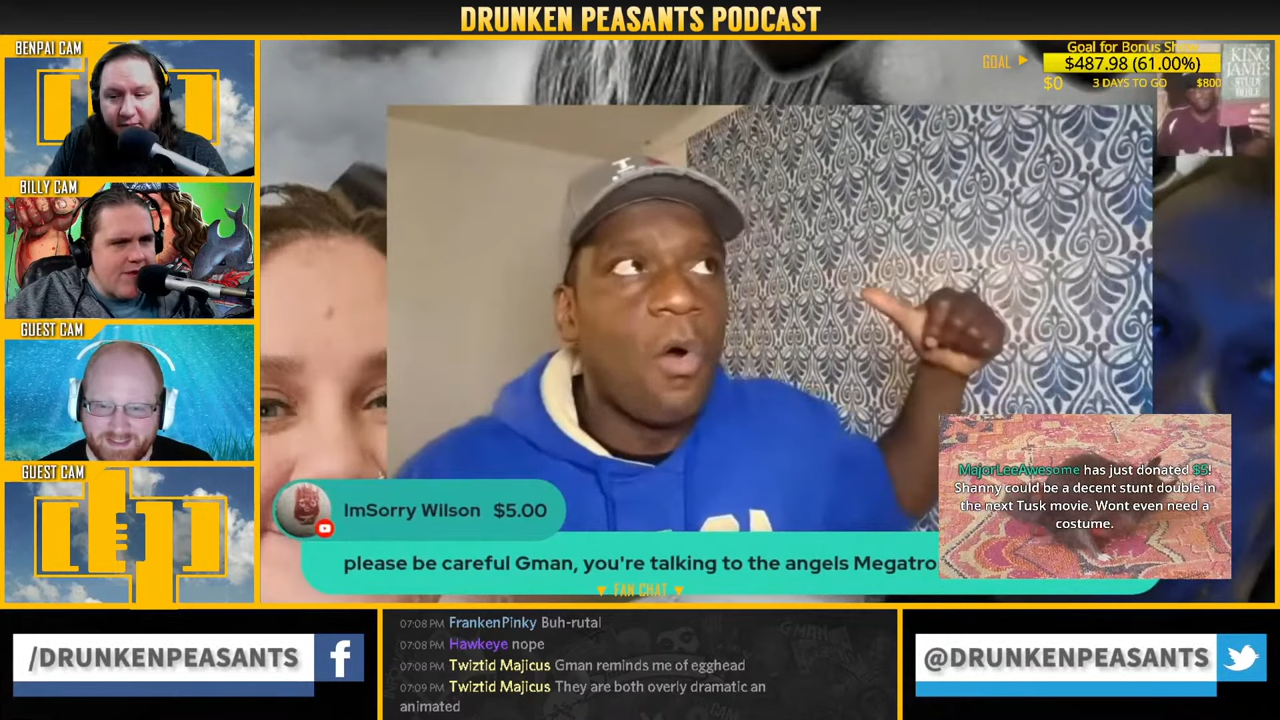 DRUNKEN PEASANTS PODCAST
BENPAI CAM
BILLY CAM
GUEST CAM
GUEST CAM
GOAL
Goal for Bonus Show
$487.98 (61.00%)
$0 3 DAYS TO GO $800
KING
JAMES
STUDY
BIBLE
MajorLeeAwesome has just donated $5!
Shanny could be a decent stunt double in
the next Tusk movie. Wont even need a
costume.
ImSorry Wilson $5.00
please be careful Gman, you're talking to the angels Megatro
FAN CHAT
07:08 PM FrankenPinky Buh-rutal
07:08 PM Hawkeye nope
07:08 PM Twiztid Majicus Gman reminds me of egghead
07:09 PM Twiztid Majicus They are both overly dramatic an
animated
/DRUNKENPEASANTS f
@DRUNKENPEASANTS